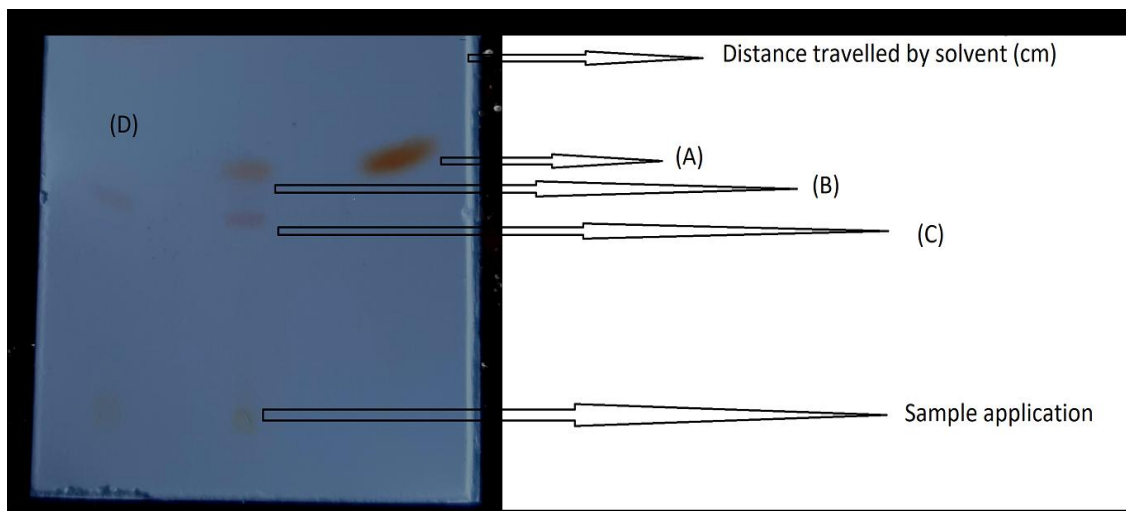 Distance travelled by solvent (cm)
(D)
(A)
(B)
(C)
Sample application